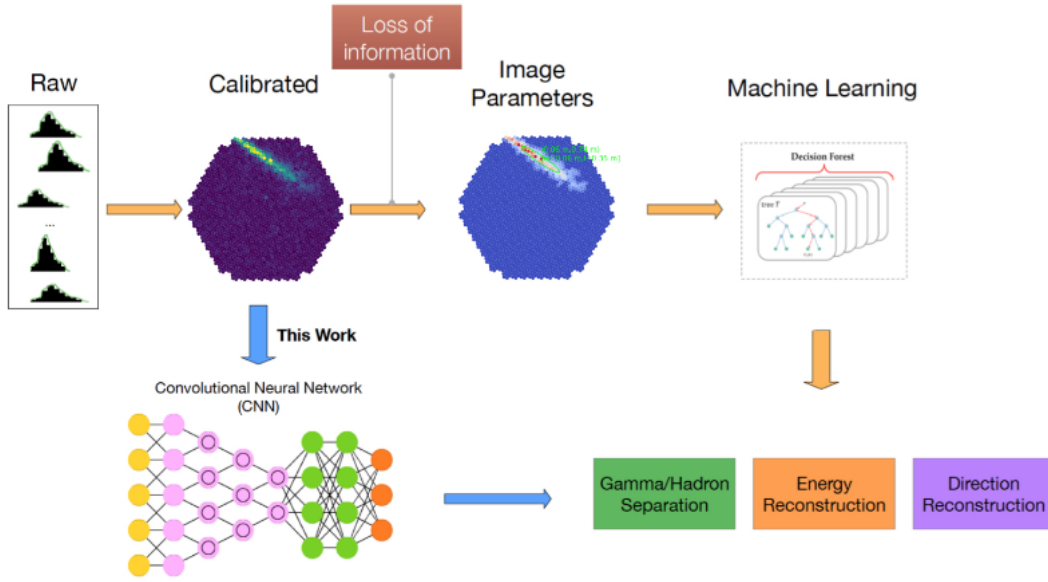 Loss of
information
Raw
Calibrated
Image
Parameters
Machine Learning
Decision Forest
tree T
...
This Work
Convolutional Neural Network
(CNN)
Gamma/Hadron
Separation
Energy
Reconstruction
Direction
Reconstruction